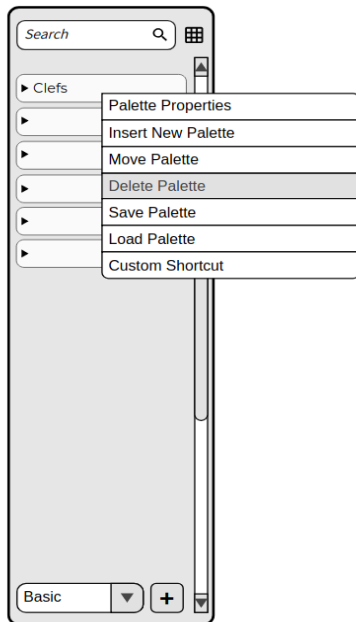 Search
Clefs
Palette Properties
Insert New Palette
Move Palette
Delete Palette
Save Palette
Load Palette
Custom Shortcut
Basic
+